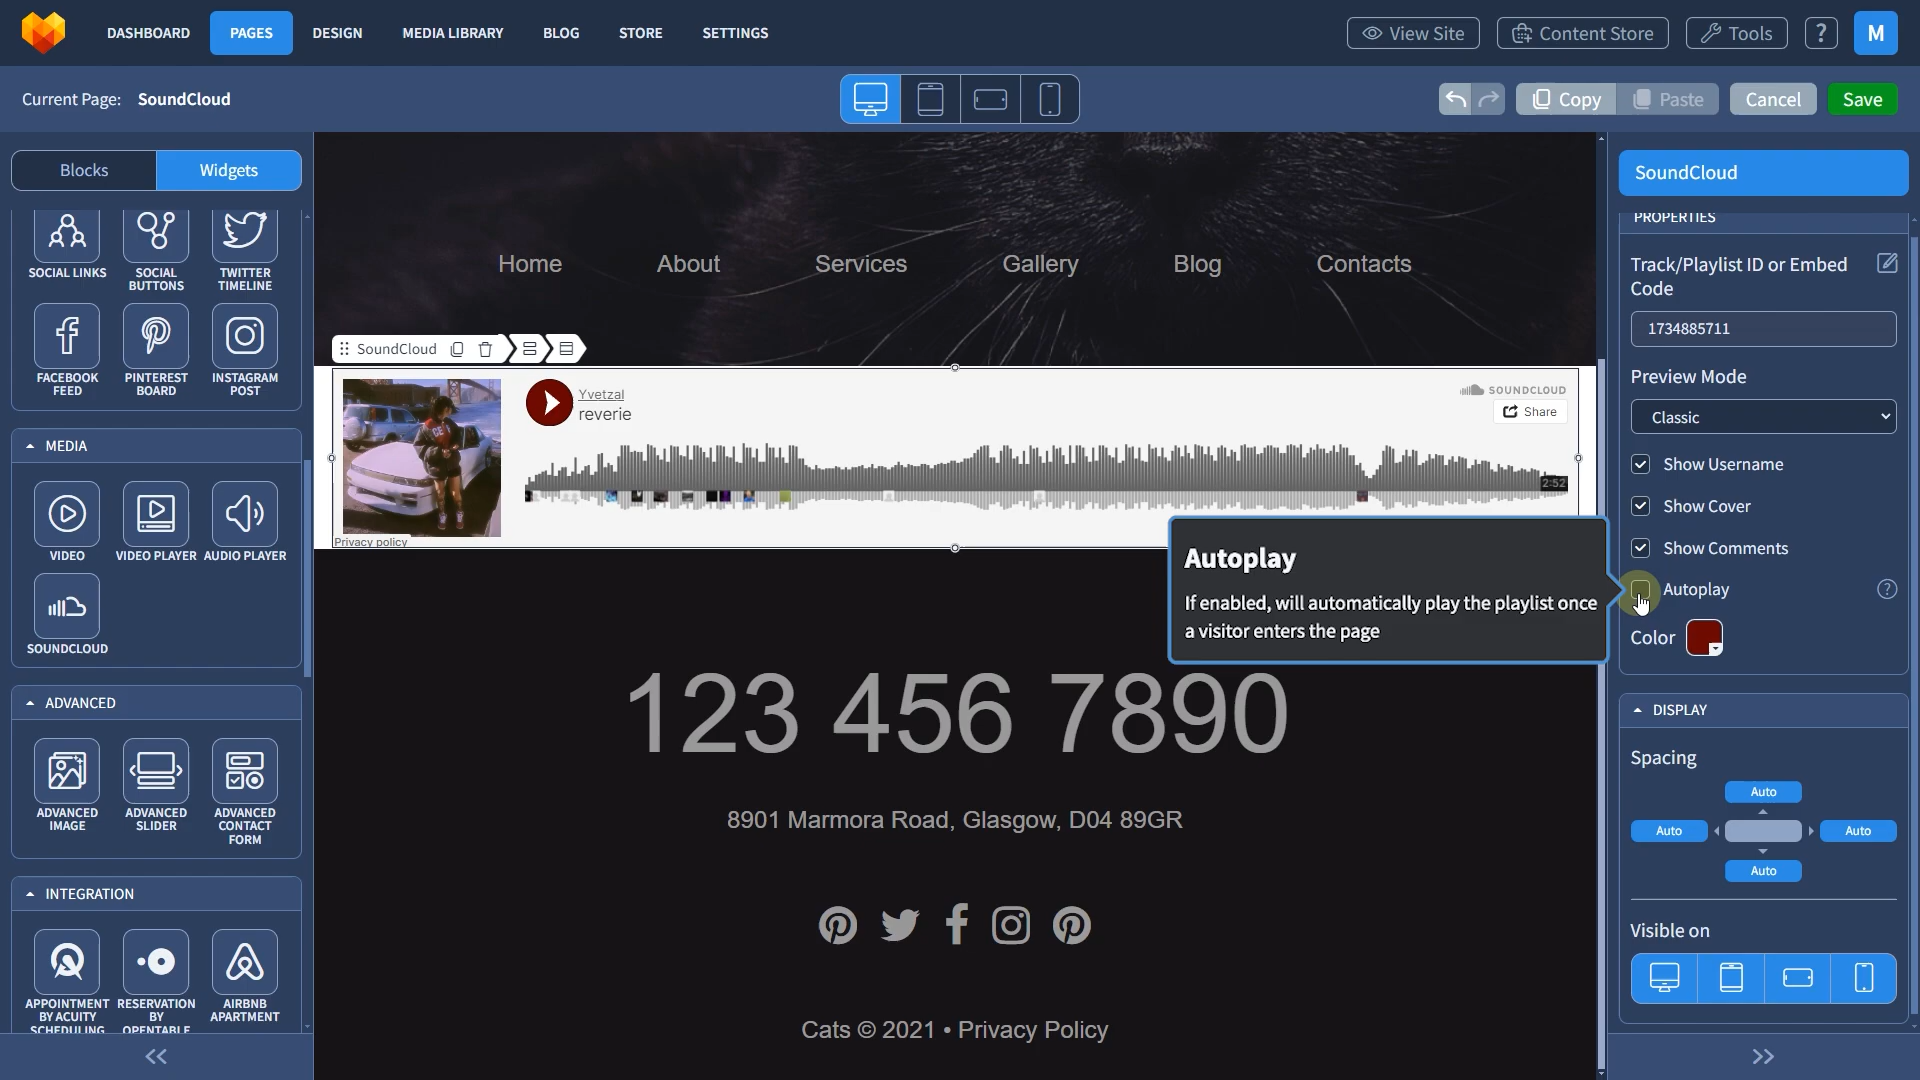 DASHBOARD PAGES DESIGN MEDIA LIBRARY BLOG STORE SETTINGS View Site Content Store Tools ? M
Current Page: SoundCloud Copy Paste Cancel Save
Blocks Widgets
SOCIAL LINKS
SOCIAL BUTTONS
TWITTER TIMELINE
FACEBOOK FEED
PINTEREST BOARD
INSTAGRAM POST
MEDIA
VIDEO
VIDEO PLAYER
AUDIO PLAYER
SOUNDCLOUD
ADVANCED
ADVANCED IMAGE
ADVANCED SLIDER
ADVANCED CONTACT FORM
INTEGRATION
APPOINTMENT BY ACUITY SCHEDULING
RESERVATION BY OPENTABLE
AIRBNB APARTMENT
Home About Services Gallery Blog Contacts
SoundCloud
Yvetzal
reverie
SOUNDCLOUD
Share
2:52
Privacy policy
Autoplay
If enabled, will automatically play the playlist once
a visitor enters the page
123 456 7890
8901 Marmora Road, Glasgow, D04 89GR
Cats © 2021 • Privacy Policy
SoundCloud
PROPERTIES
Track/Playlist ID or Embed
Code
1734885711
Preview Mode
Classic
Show Username
Show Cover
Show Comments
Autoplay ?
Color
DISPLAY
Spacing
Auto
Auto Auto
Auto
Visible on